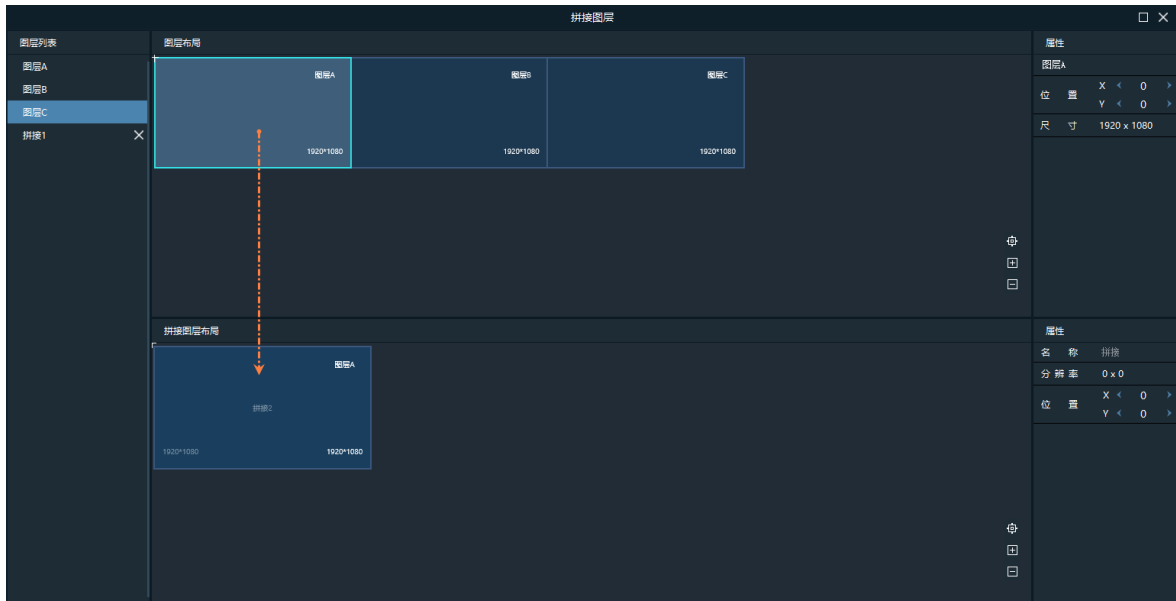 拼接图层
图层列表
图层A
图层B
图层C
拼接1
图层布局
图层A
1920*1080
图层B
1920*1080
图层C
1920*1080
属性
图层A
位 置 X 0
Y 0
尺 寸 1920 x 1080
拼接图层布局
图层A
拼接2
1920*1080 1920*1080
属性
名 称 拼接
分 辨 率 0 x 0
位 置 X 0
Y 0